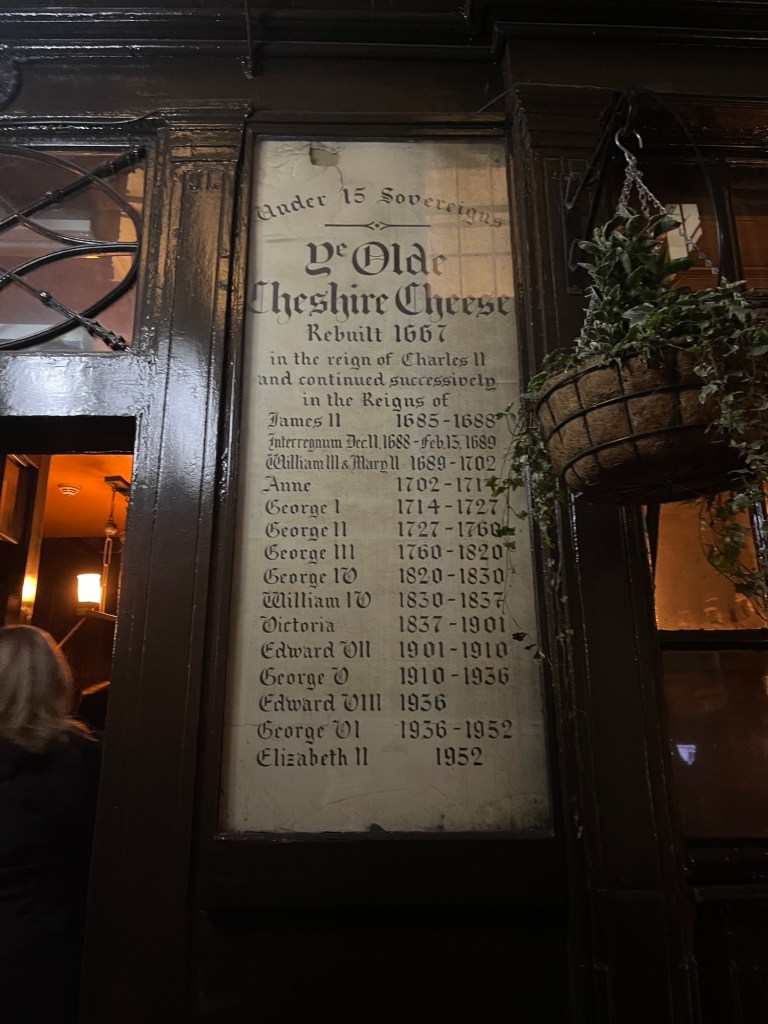 Under 15 Sovereigns
Ye Olde
Cheshire Cheese
Rebuilt 1667
in the reign of Charles II
and continued successively
in the Reigns of
James II 1685-1688
Interregnum Dec.11,1688-Feb.13,1689
William III & Mary II 1689-1702
Anne 1702-1714
George I 1714-1727
George II 1727-1760
George III 1760-1820
George IV 1820-1830
William IV 1830-1837
Victoria 1837-1901
Edward VII 1901-1910
George V 1910-1936
Edward VIII 1936
George VI 1936-1952
Elizabeth II 1952